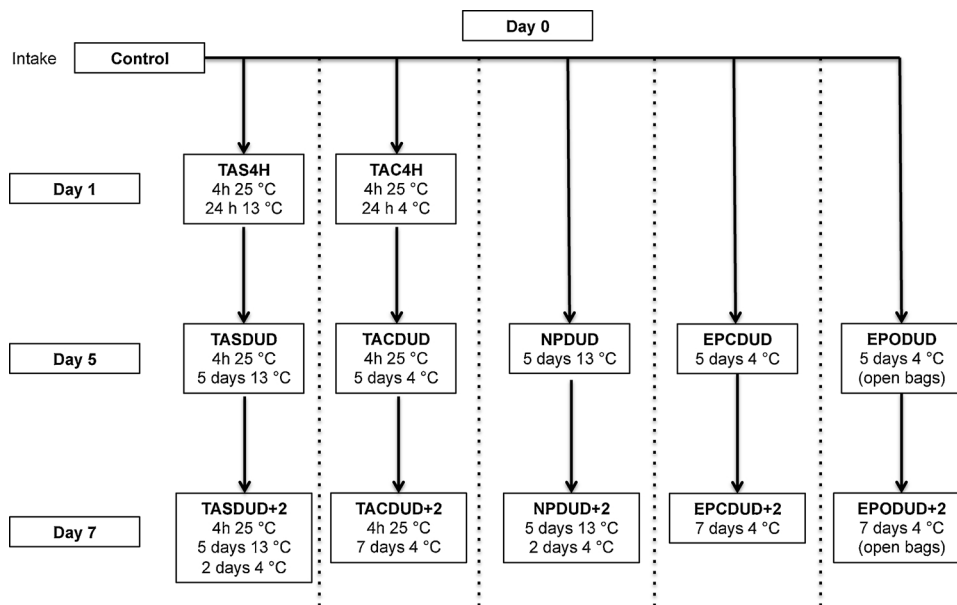 Day 0
Intake
Control
Day 1
TAS4H
4h 25 °C
24 h 13 °C
TAC4H
4h 25 °C
24 h 4 °C
Day 5
TASDUD
4h 25 °C
5 days 13 °C
TACDUD
4h 25 °C
5 days 4 °C
NPDUD
5 days 13 °C
EPCDUD
5 days 4 °C
EPODUD
5 days 4 °C
(open bags)
Day 7
TASDUD+2
4h 25 °C
5 days 13 °C
2 days 4 °C
TACDUD+2
4h 25 °C
7 days 4 °C
NPDUD+2
5 days 13 °C
2 days 4 °C
EPCDUD+2
7 days 4 °C
EPODUD+2
7 days 4 °C
(open bags)